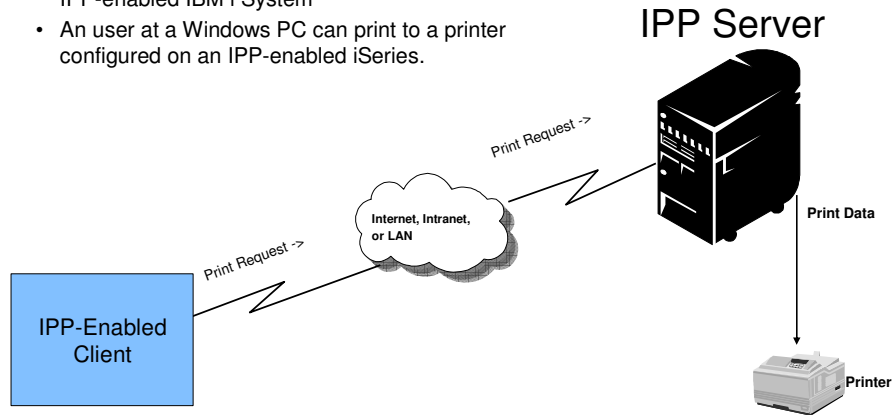 IPP-enabled IBM i System
• An user at a Windows PC can print to a printer
configured on an IPP-enabled iSeries.
IPP Server
Print Request ->
Internet, Intranet,
or LAN
Print Data
Print Request ->
IPP-Enabled
Client
Printer